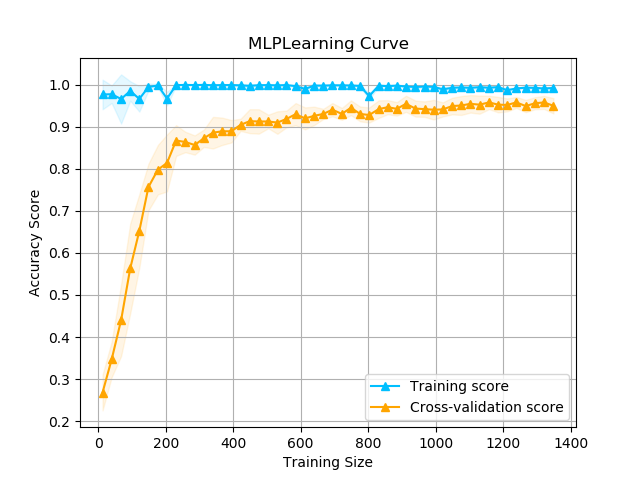 MLPLearning Curve
1.0
0.9
0.8
0.7
0.6
0.5
0.4
0.3
0.2
Accuracy Score
Training score
Cross-validation score
0 200 400 600 800 1000 1200 1400
Training Size